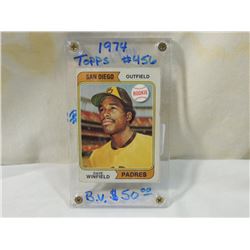 1974
TOPPS #456
SAN DIEGO OUTFIELD
ROOKIE
DAVE
WINFIELD PADRES
B.V. $50.00